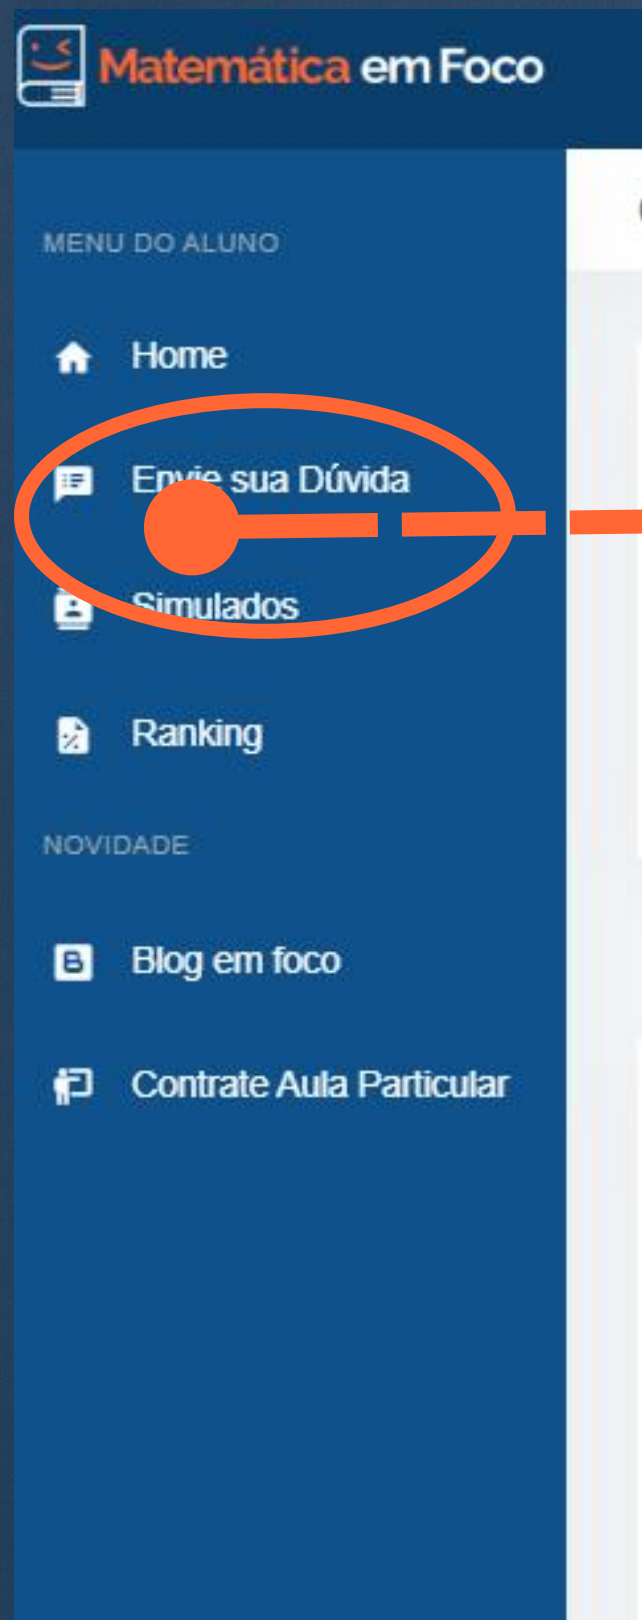 Matemática em Foco
MENU DO ALUNO
Home
Envie sua Dúvida
Simulados
Ranking
NOVIDADE
B
Blog em foco
Contrate Aula Particular